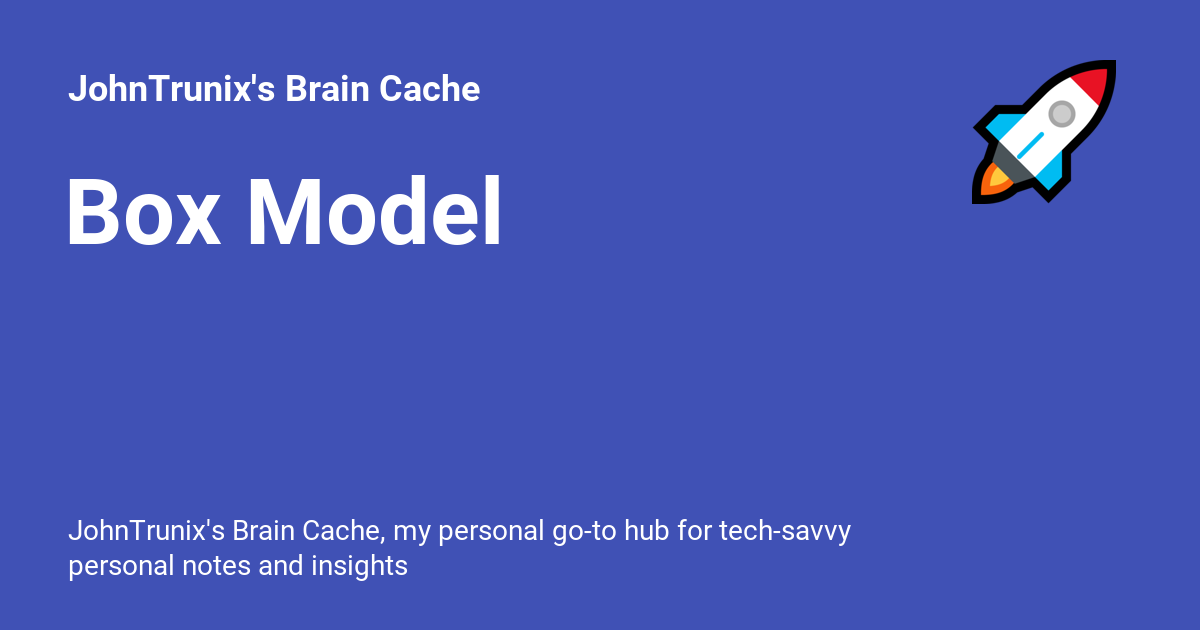 JohnTrunix's Brain Cache
Box Model
JohnTrunix's Brain Cache, my personal go-to hub for tech-savvy
personal notes and insights